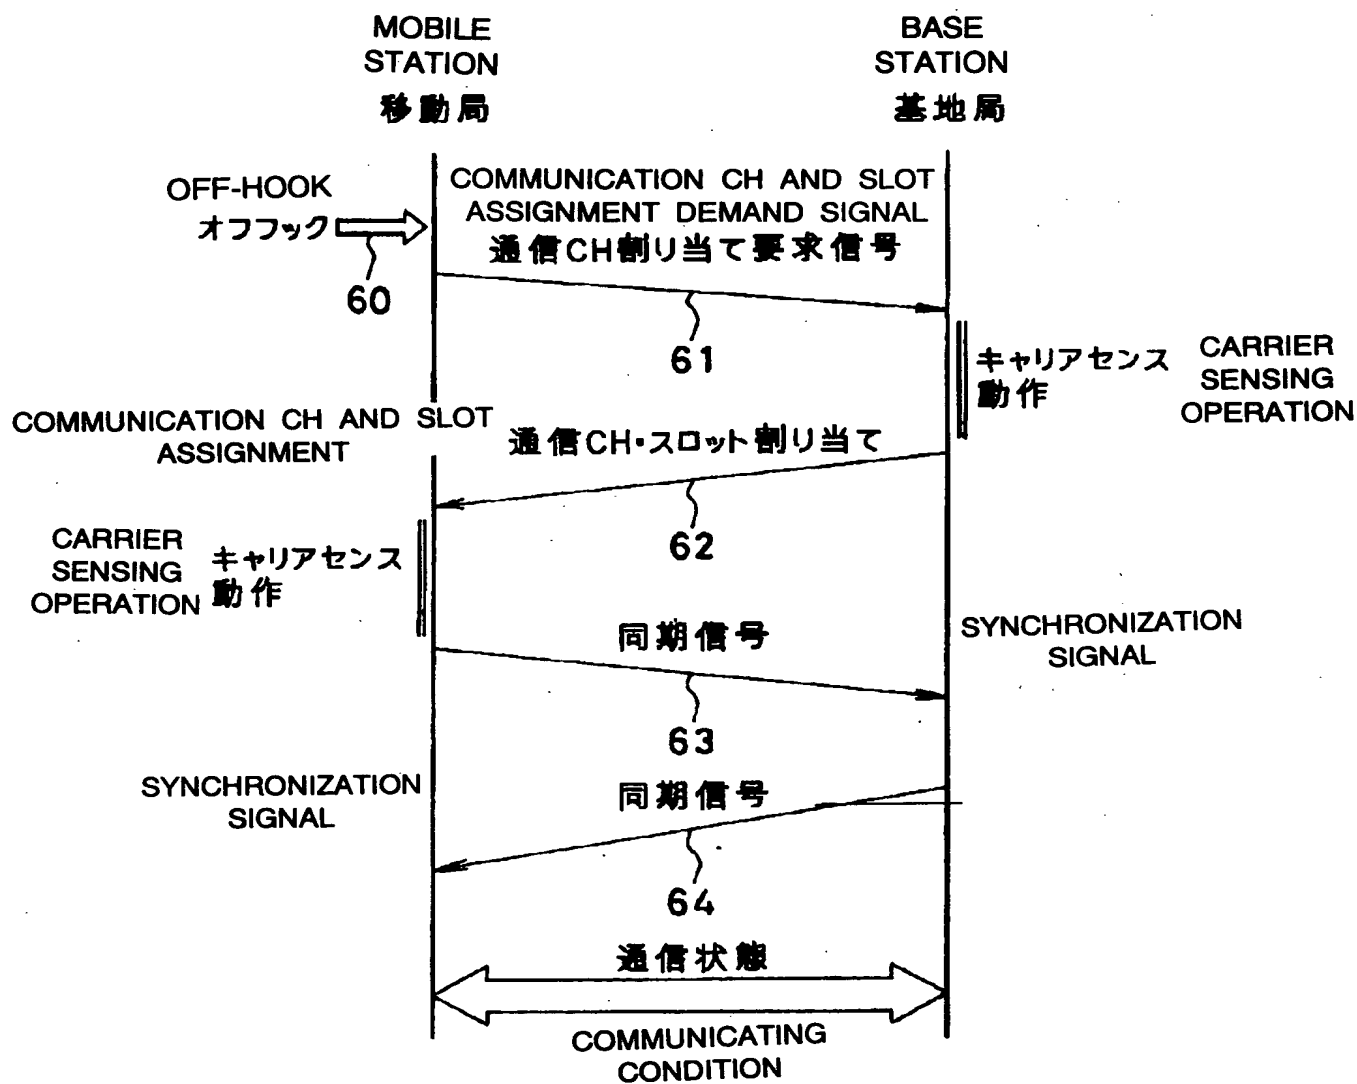 MOBILE
STATION
移動局
BASE
STATION
基地局
OFF-HOOK
オフフック
60
COMMUNICATION CH AND SLOT
ASSIGNMENT DEMAND SIGNAL
通信CH割り当て要求信号
61
キャリアセンス
動作
CARRIER
SENSING
OPERATION
COMMUNICATION CH AND SLOT
ASSIGNMENT
通信CH・スロット割り当て
62
CARRIER
SENSING
OPERATION
キャリアセンス
動作
同期信号
SYNCHRONIZATION
SIGNAL
63
SYNCHRONIZATION
SIGNAL
同期信号
64
通信状態
COMMUNICATING
CONDITION